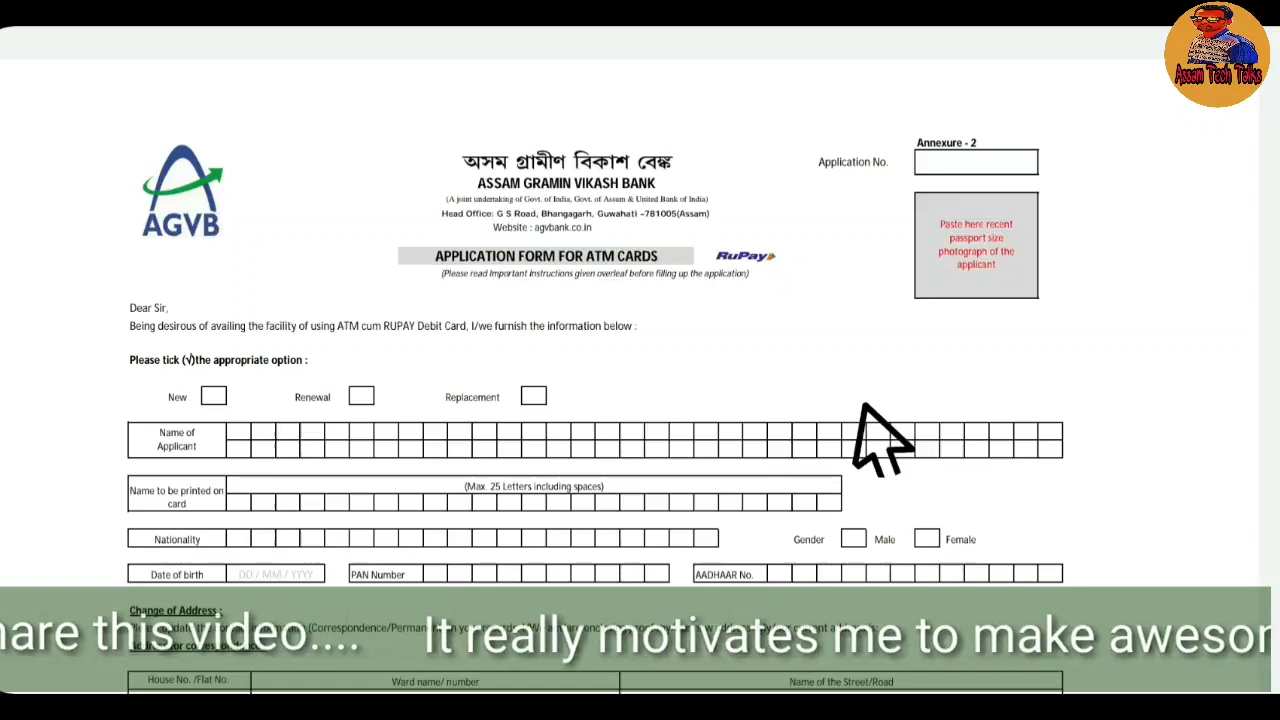 Assam Tech Talks
Annexure - 2
Application No.
অসম গ্রামীণ বিকাশ বেঙ্ক
ASSAM GRAMIN VIKASH BANK
(A joint undertaking of Govt. of India, Govt. of Assam & United Bank of India)
Head Office: G S Road, Bhangagarh, Guwahati -781005(Assam)
Website : agvbank.co.in
AGVB
APPLICATION FORM FOR ATM CARDS
RuPay
(Please read Important Instructions given overleaf before filling up the application)
Paste here recent
passport size
photograph of the
applicant
Dear Sir,
Being desirous of availing the facility of using ATM cum RUPAY Debit Card, I/we furnish the information below :
Please tick (√)the appropriate option :
New Renewal Replacement
Name of
Applicant
Name to be printed on
card
(Max. 25 Letters including spaces)
Nationality
Gender Male Female
Date of birth DD / MM / YYYY PAN Number AADHAAR No.
Change of Address :
(Correspondence/Permanent)
hare this video.... It really motivates me to make aweson
House No. /Flat No. Ward name/ number Name of the Street/Road